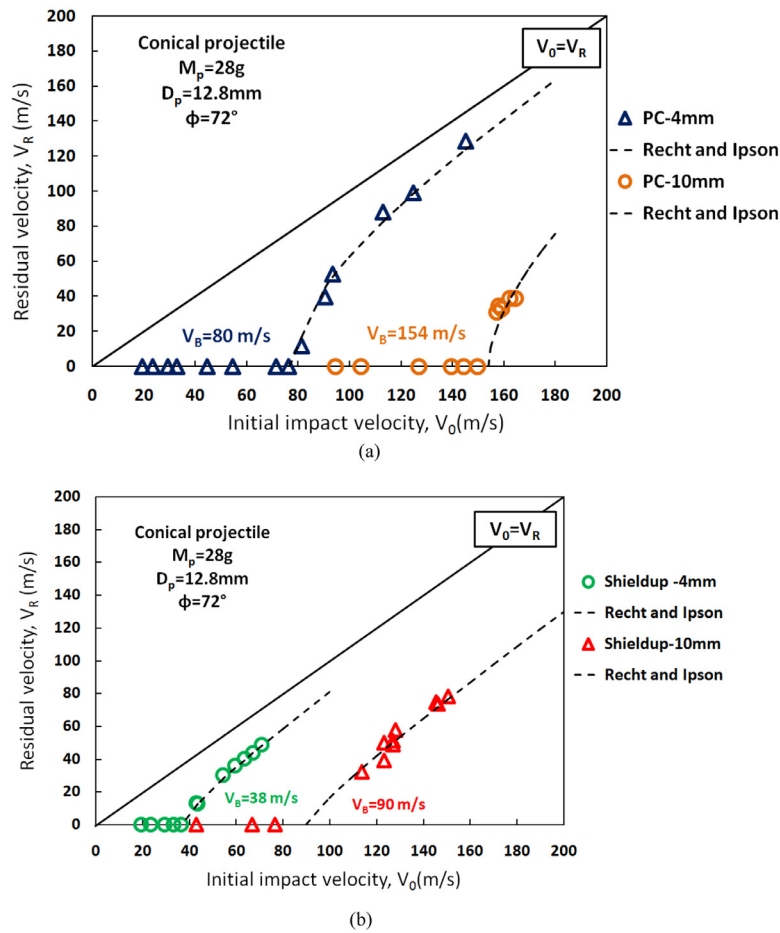 200
180
160
140
120
100
80
60
40
20
0
Residual velocity, V_R (m/s)
Conical projectile
M_p=28g
D_p=12.8mm
ϕ=72°
V_0=V_R
V_B=80 m/s
V_B=154 m/s
0 20 40 60 80 100 120 140 160 180 200
Initial impact velocity, V_0(m/s)
PC-4mm
Recht and Ipson
PC-10mm
Recht and Ipson
(a)
200
180
160
140
120
100
80
60
40
20
0
Residual velocity, V_R (m/s)
Conical projectile
M_p=28g
D_p=12.8mm
ϕ=72°
V_0=V_R
V_B=38 m/s
V_B=90 m/s
0 20 40 60 80 100 120 140 160 180 200
Initial impact velocity, V_0(m/s)
Shieldup -4mm
Recht and Ipson
Shieldup-10mm
Recht and Ipson
(b)